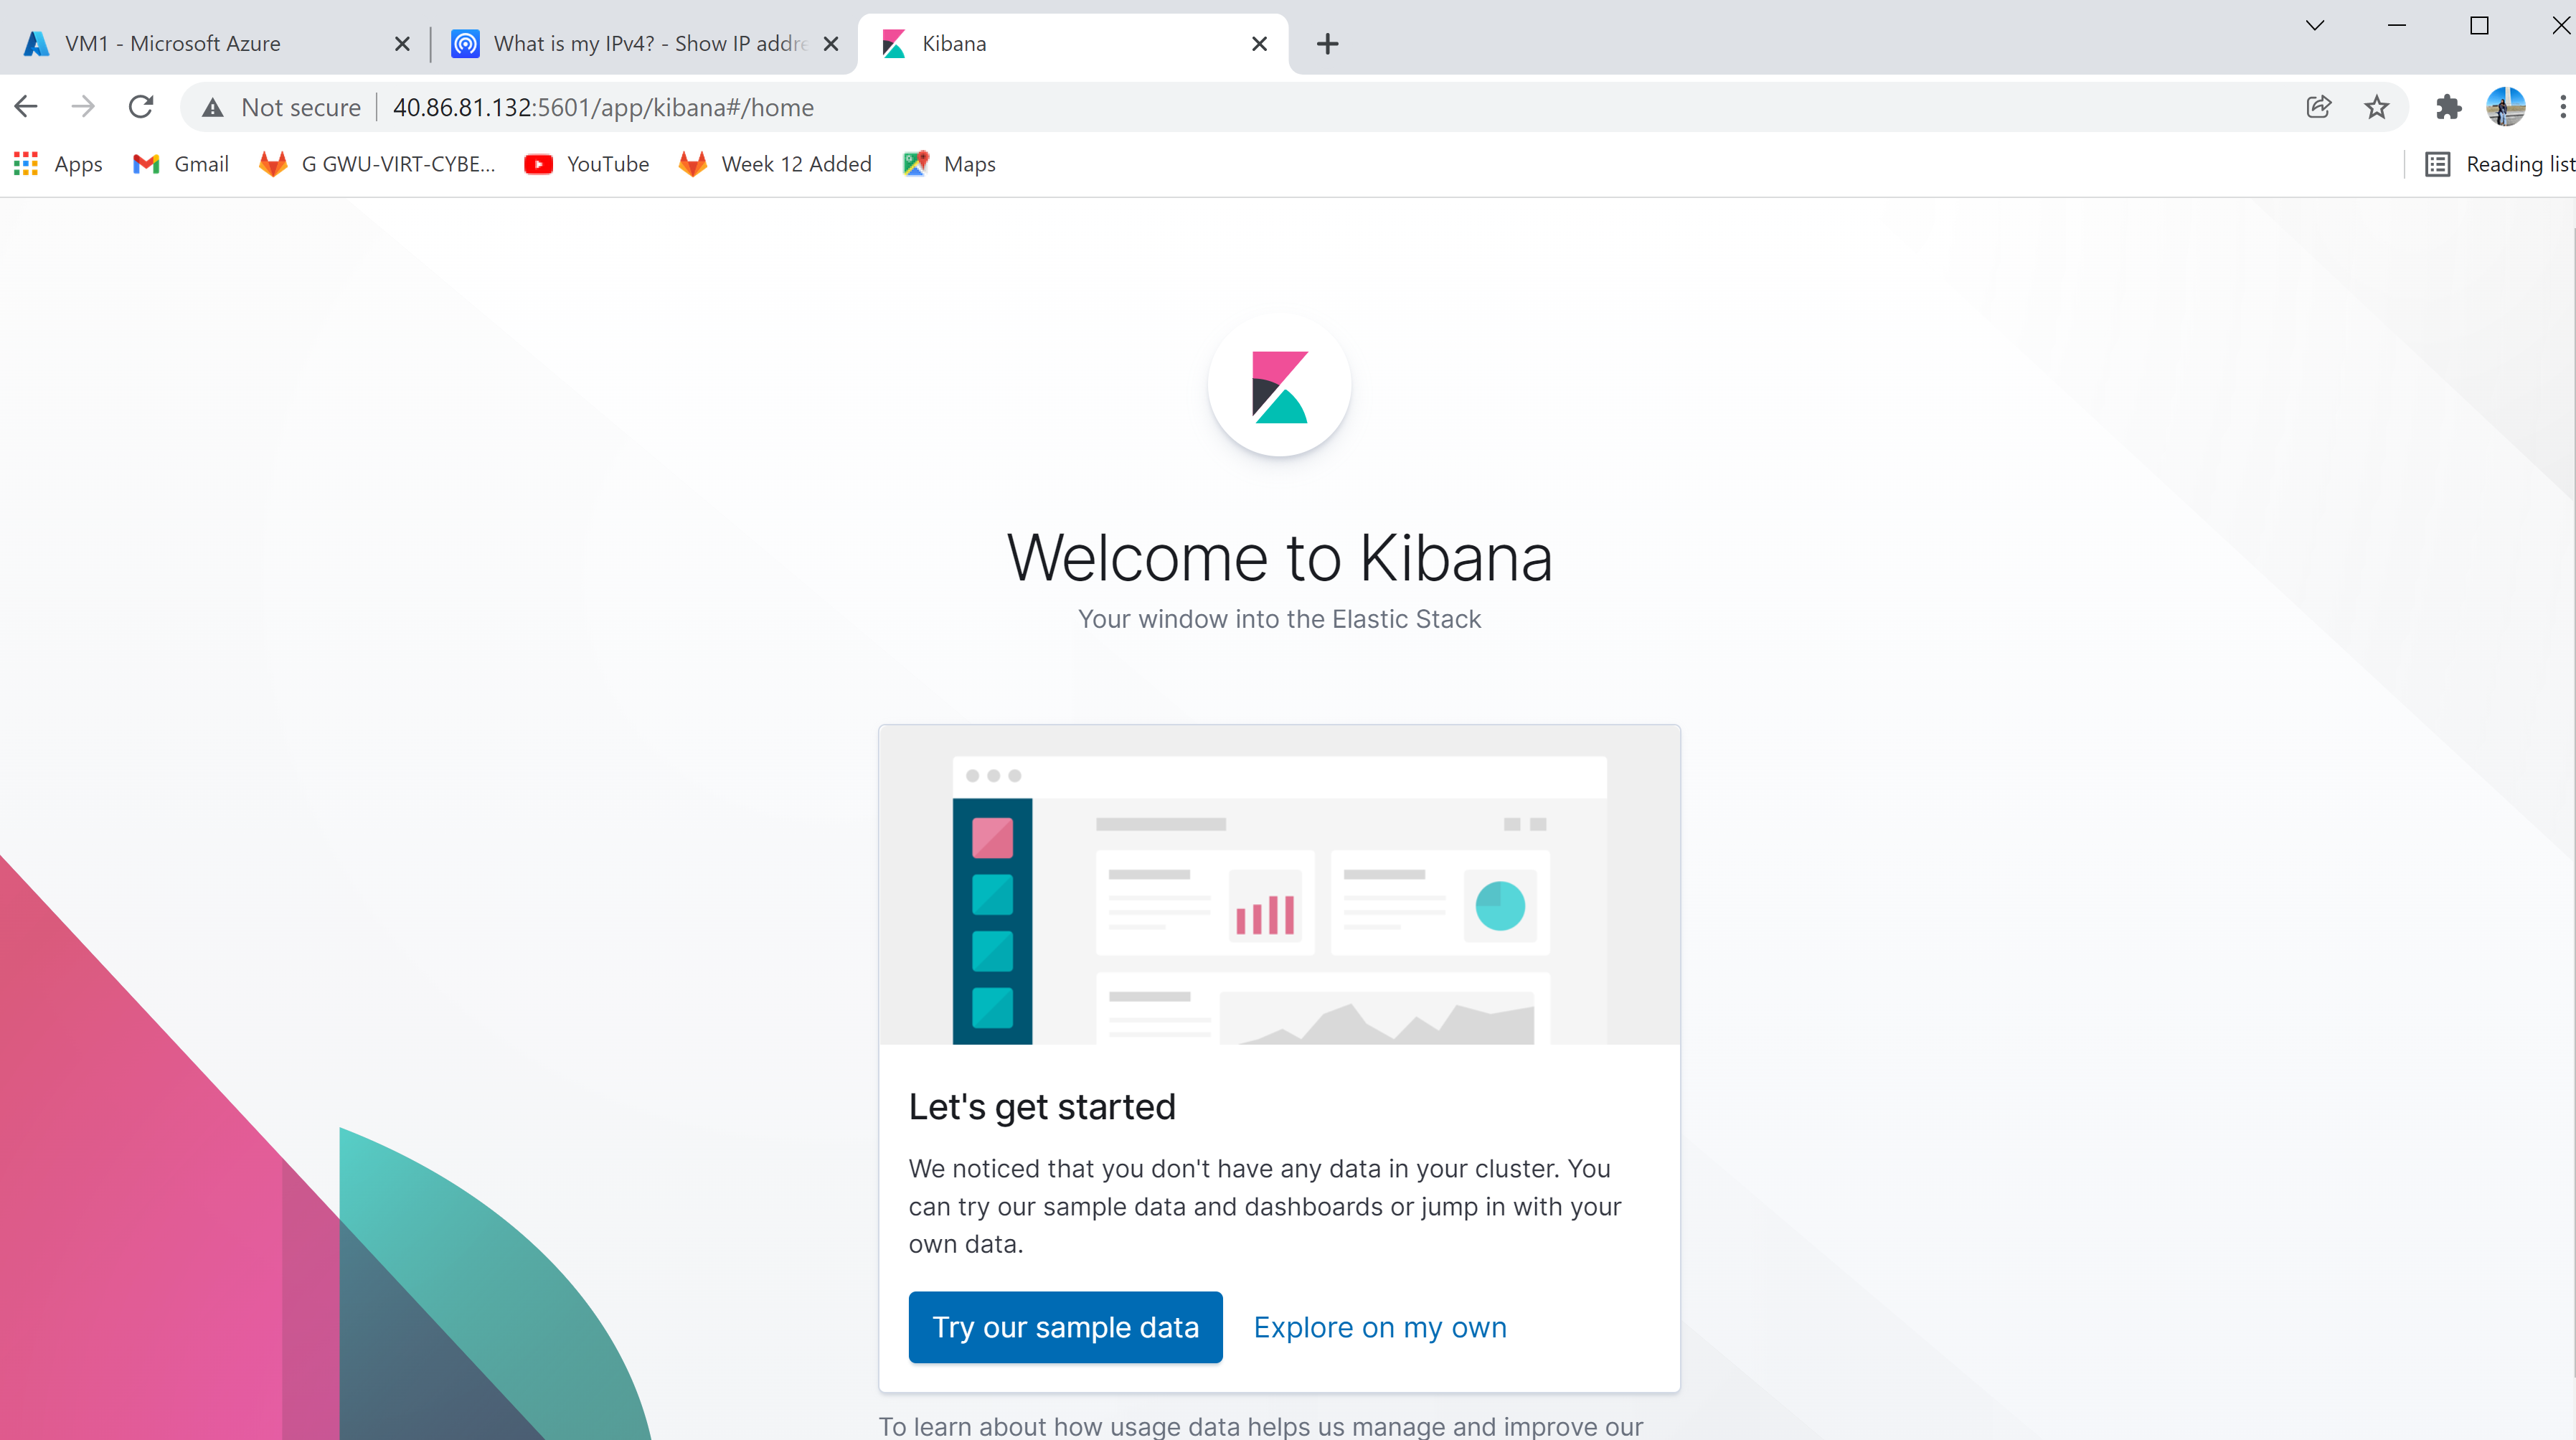 VM1 - Microsoft Azure
What is my IPv4? - Show IP addre
Kibana
Not secure
40.86.81.132:5601/app/kibana#/home
Apps
Gmail
G GWU-VIRT-CYBE...
YouTube
Week 12 Added
Maps
Reading list
Welcome to Kibana
Your window into the Elastic Stack
Let's get started
We noticed that you don't have any data in your cluster. You
can try our sample data and dashboards or jump in with your
own data.
Try our sample data
Explore on my own
To learn about how usage data helps us manage and improve our